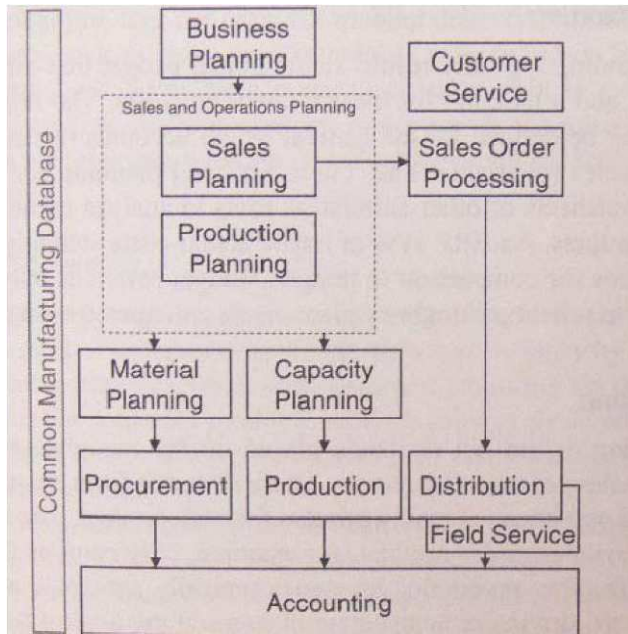 Business
Planning
Customer
Service
Sales and Operations Planning
Sales
Planning
Sales Order
Processing
Production
Planning
Common Manufacturing Database
Material
Planning
Capacity
Planning
Procurement
Production
Distribution
Field Service
Accounting